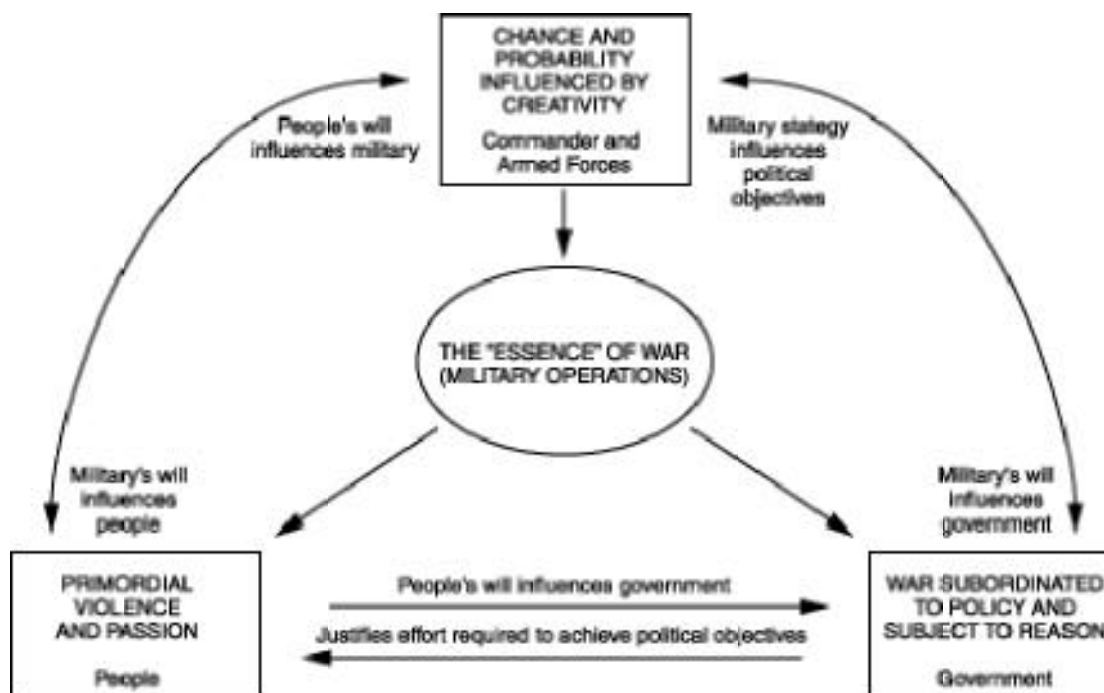 CHANCE AND
PROBABILITY
INFLUENCED BY
CREATIVITY
Commander and
Armed Forces
People's will
influences military
Military stategy
influences
political
objectives
THE "ESSENCE" OF WAR
(MILITARY OPERATIONS)
Military's will
influences
people
Military's will
influences
government
PRIMORDIAL
VIOLENCE
AND PASSION
People
People's will influences government
Justifies effort required to achieve political objectives
WAR SUBORDINATED
TO POLICY AND
SUBJECT TO REASON
Government